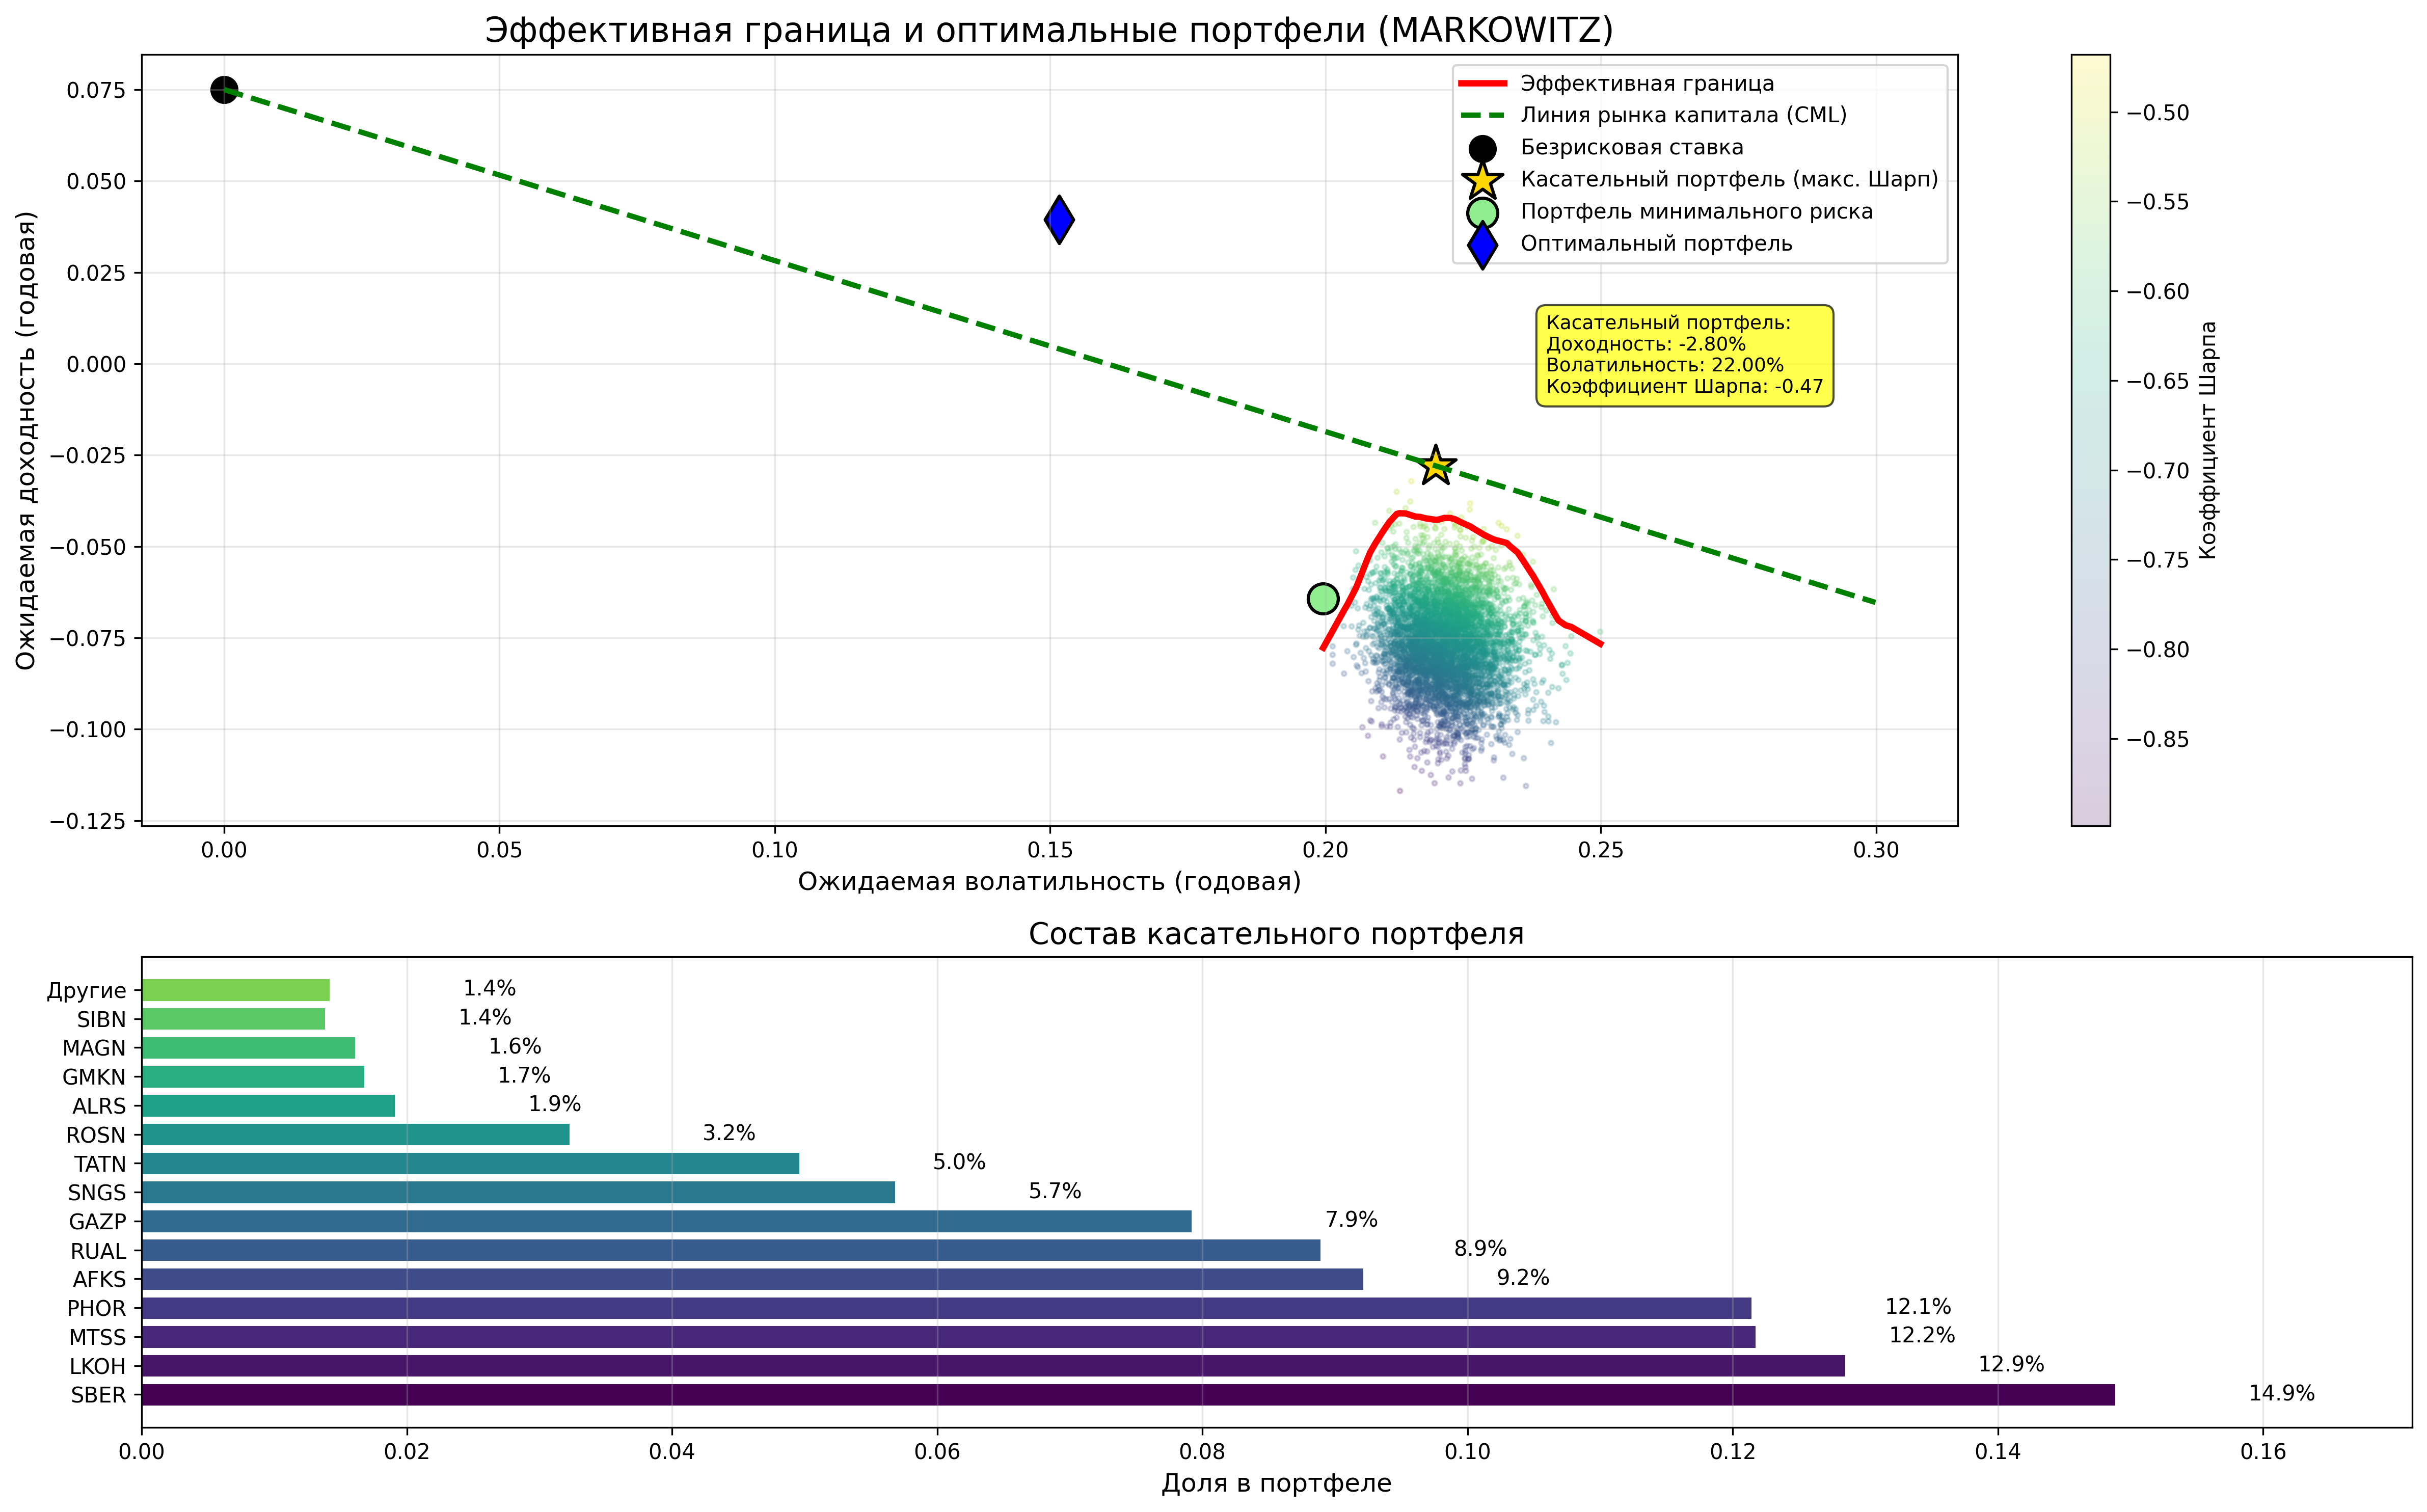 Эффективная граница и оптимальные портфели (MARKOWITZ)
Ожидаемая доходность (годовая)
0.075
0.050
0.025
0.000
−0.025
−0.050
−0.075
−0.100
−0.125
Эффективная граница
Линия рынка капитала (CML)
Безрисковая ставка
Касательный портфель (макс. Шарп)
Портфель минимального риска
Оптимальный портфель
Касательный портфель:
Доходность: -2.80%
Волатильность: 22.00%
Коэффициент Шарпа: -0.47
0.00 0.05 0.10 0.15 0.20 0.25 0.30
Ожидаемая волатильность (годовая)
−0.50
−0.55
−0.60
−0.65
−0.70
−0.75
−0.80
−0.85
Коэффициент Шарпа
Состав касательного портфеля
Другие 1.4%
SIBN 1.4%
MAGN 1.6%
GMKN 1.7%
ALRS 1.9%
ROSN 3.2%
TATN 5.0%
SNGS 5.7%
GAZP 7.9%
RUAL 8.9%
AFKS 9.2%
PHOR 12.1%
MTSS 12.2%
LKOH 12.9%
SBER 14.9%
0.00 0.02 0.04 0.06 0.08 0.10 0.12 0.14 0.16
Доля в портфеле